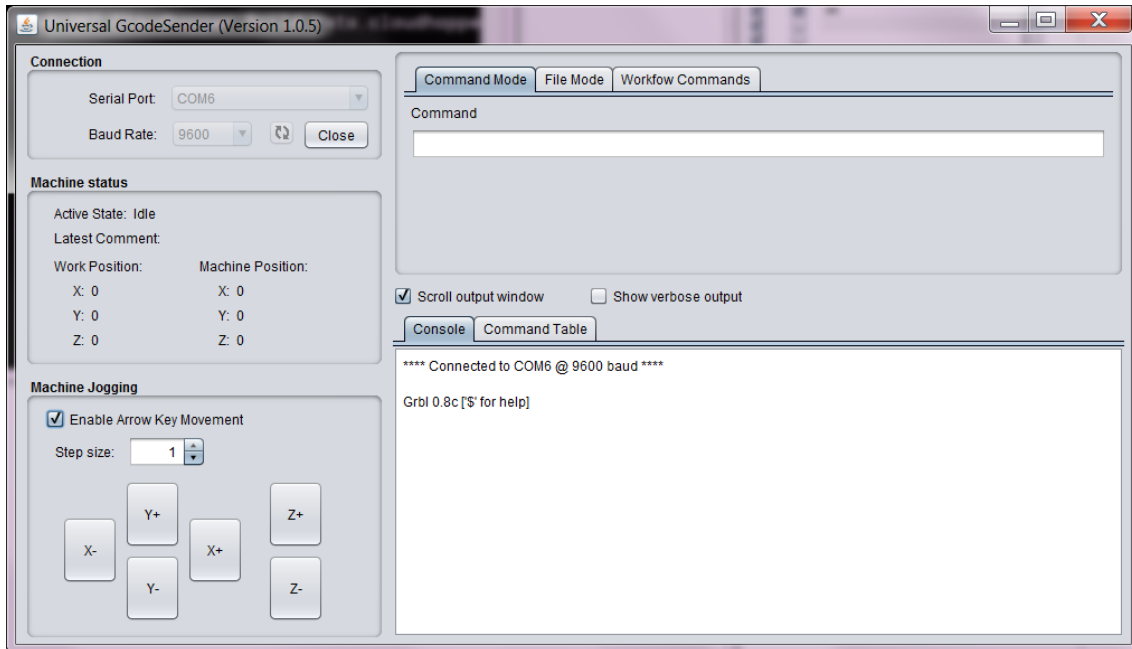 Universal GcodeSender (Version 1.0.5)
Connection
Serial Port: COM6
Baud Rate: 9600 Close
Machine status
Active State: Idle
Latest Comment:
Work Position: Machine Position:
X: 0 X: 0
Y: 0 Y: 0
Z: 0 Z: 0
Machine Jogging
Enable Arrow Key Movement
Step size: 1
Y+ Z+
X- X+
Y- Z-
Command Mode File Mode Workfow Commands
Command
Scroll output window Show verbose output
Console Command Table
**** Connected to COM6 @ 9600 baud ****
Grbl 0.8c ['$' for help]